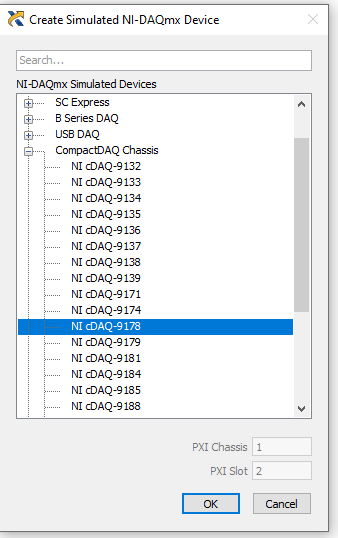 Create Simulated NI-DAQmx Device
Search...
NI-DAQmx Simulated Devices
SC Express
B Series DAQ
USB DAQ
CompactDAQ Chassis
NI cDAQ-9132
NI cDAQ-9133
NI cDAQ-9134
NI cDAQ-9135
NI cDAQ-9136
NI cDAQ-9137
NI cDAQ-9138
NI cDAQ-9139
NI cDAQ-9171
NI cDAQ-9174
NI cDAQ-9178
NI cDAQ-9179
NI cDAQ-9181
NI cDAQ-9184
NI cDAQ-9185
NI cDAQ-9188
PXI Chassis 1
PXI Slot 2
OK Cancel